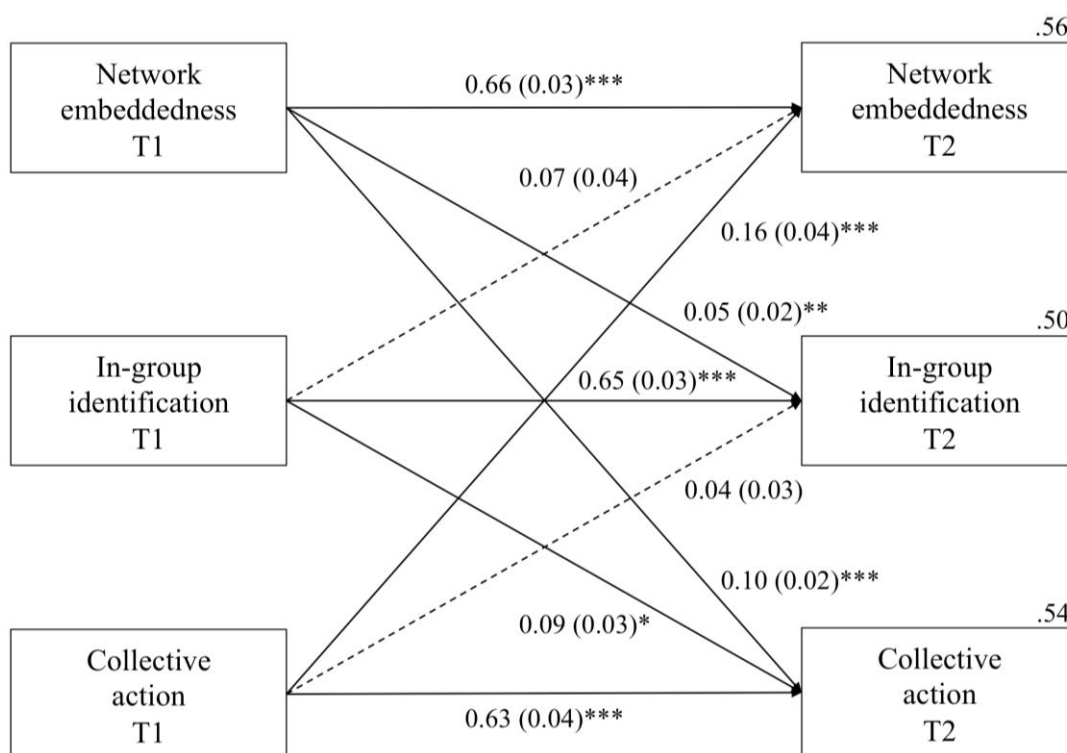 .56
Network
embeddedness
T1
0.66 (0.03)***
Network
embeddedness
T2
0.07 (0.04)
0.16 (0.04)***
0.05 (0.02)**
.50
In-group
identification
T1
0.65 (0.03)***
In-group
identification
T2
0.04 (0.03)
0.10 (0.02)***
0.09 (0.03)*
.54
Collective
action
T1
0.63 (0.04)***
Collective
action
T2